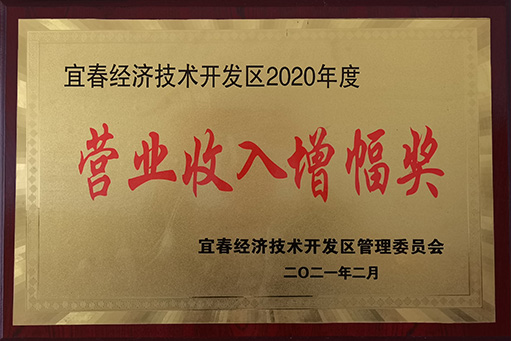 宜春经济技术开发区2020年度
营业收入增幅奖
宜春经济技术开发区管理委员会
二〇二一年二月